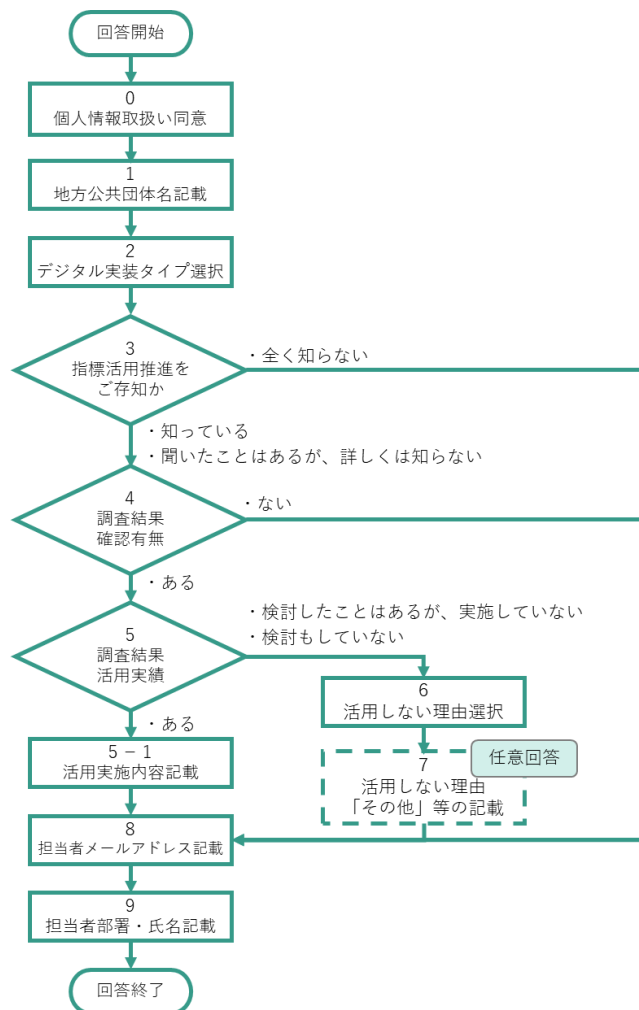 回答開始
0
個人情報取扱い同意
1
地方公共団体名記載
2
デジタル実装タイプ選択
3
指標活用推進を
ご存知か
・全く知らない
・知っている
・聞いたことはあるが、詳しくは知らない
4
調査結果
確認有無
・ない
・ある
5
調査結果
活用実績
・検討したことはあるが、実施していない
・検討もしていない
6
活用しない理由選択
・ある
5－1
活用実施内容記載
任意回答
7
活用しない理由
「その他」等の記載
8
担当者メールアドレス記載
9
担当者部署・氏名記載
回答終了